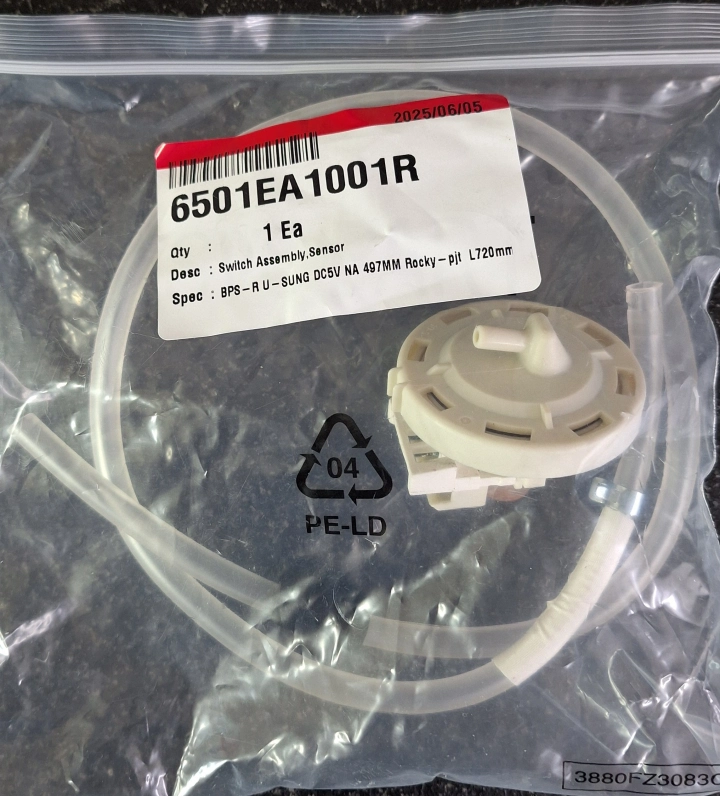 2025/06/05
6501EA1001R
Qty : 1 Ea
Desc : Switch Assembly,Sensor
Spec : BPS-R U-SUNG DC5V NA 497MM Rocky-pjt L720mm
04
PE-LD
3880FZ3083